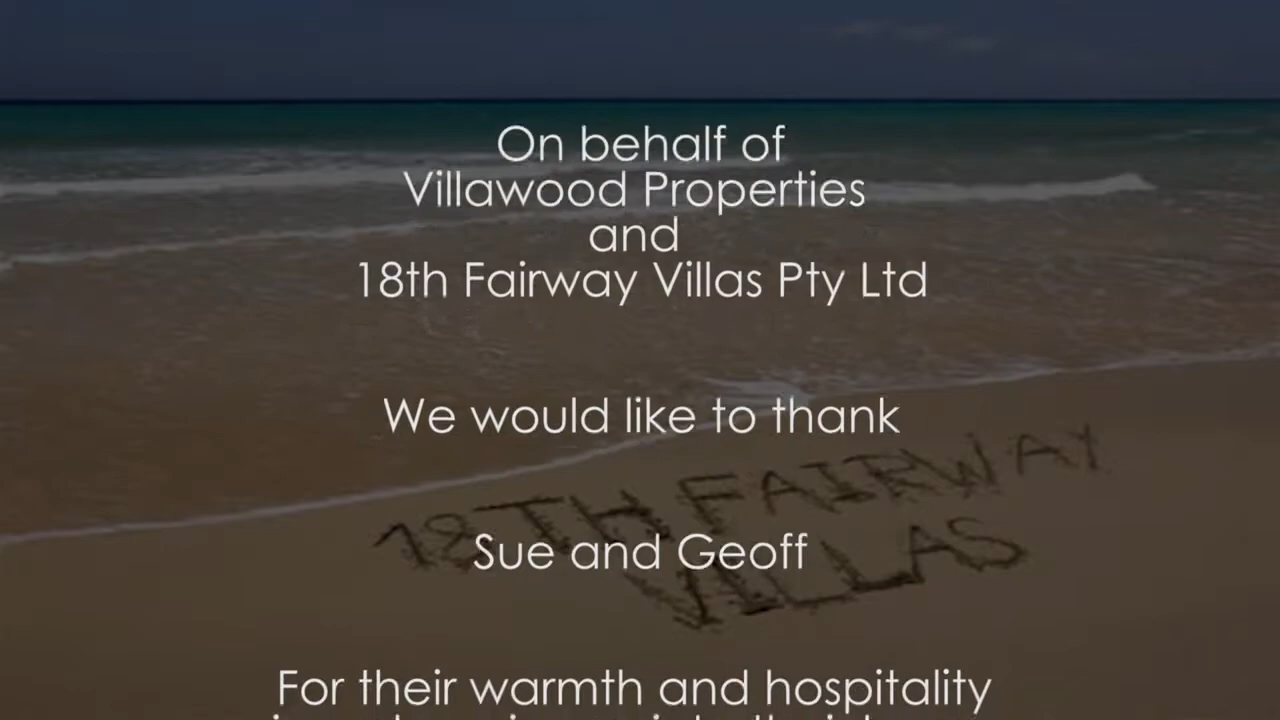 On behalf of
Villawood Properties
and
18th Fairway Villas Pty Ltd
We would like to thank
18TH FAIRWAY
VILLAS
Sue and Geoff
For their warmth and hospitality